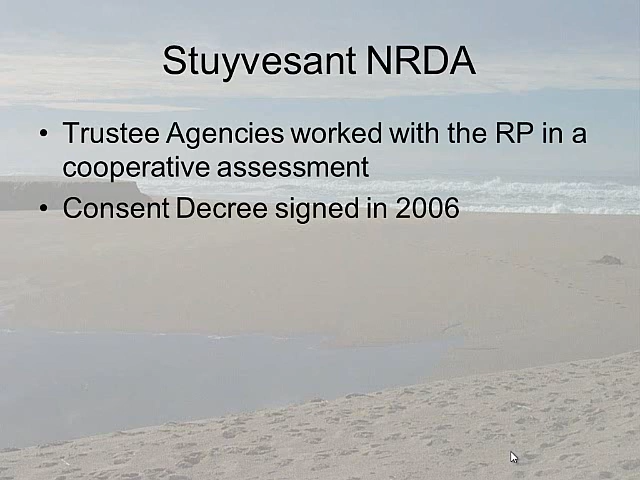 Stuyvesant NRDA
• Trustee Agencies worked with the RP in a
cooperative assessment
• Consent Decree signed in 2006